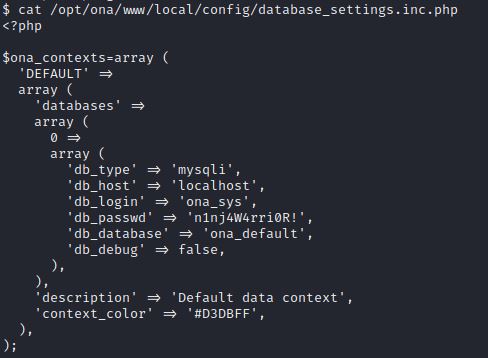 $ cat /opt/ona/www/local/config/database_settings.inc.php
<?php

$ona_contexts=array (
  'DEFAULT' =>
  array (
    'databases' =>
    array (
      0 =>
      array (
        'db_type' => 'mysqli',
        'db_host' => 'localhost',
        'db_login' => 'ona_sys',
        'db_passwd' => 'n1nj4W4rri0R!',
        'db_database' => 'ona_default',
        'db_debug' => false,
      ),
    ),
    'description' => 'Default data context',
    'context_color' => '#D3DBFF',
  ),
);